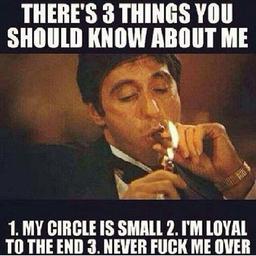 THERE'S 3 THINGS YOU
SHOULD KNOW ABOUT ME
1. MY CIRCLE IS SMALL 2. I'M LOYAL
TO THE END 3. NEVER FUCK ME OVER